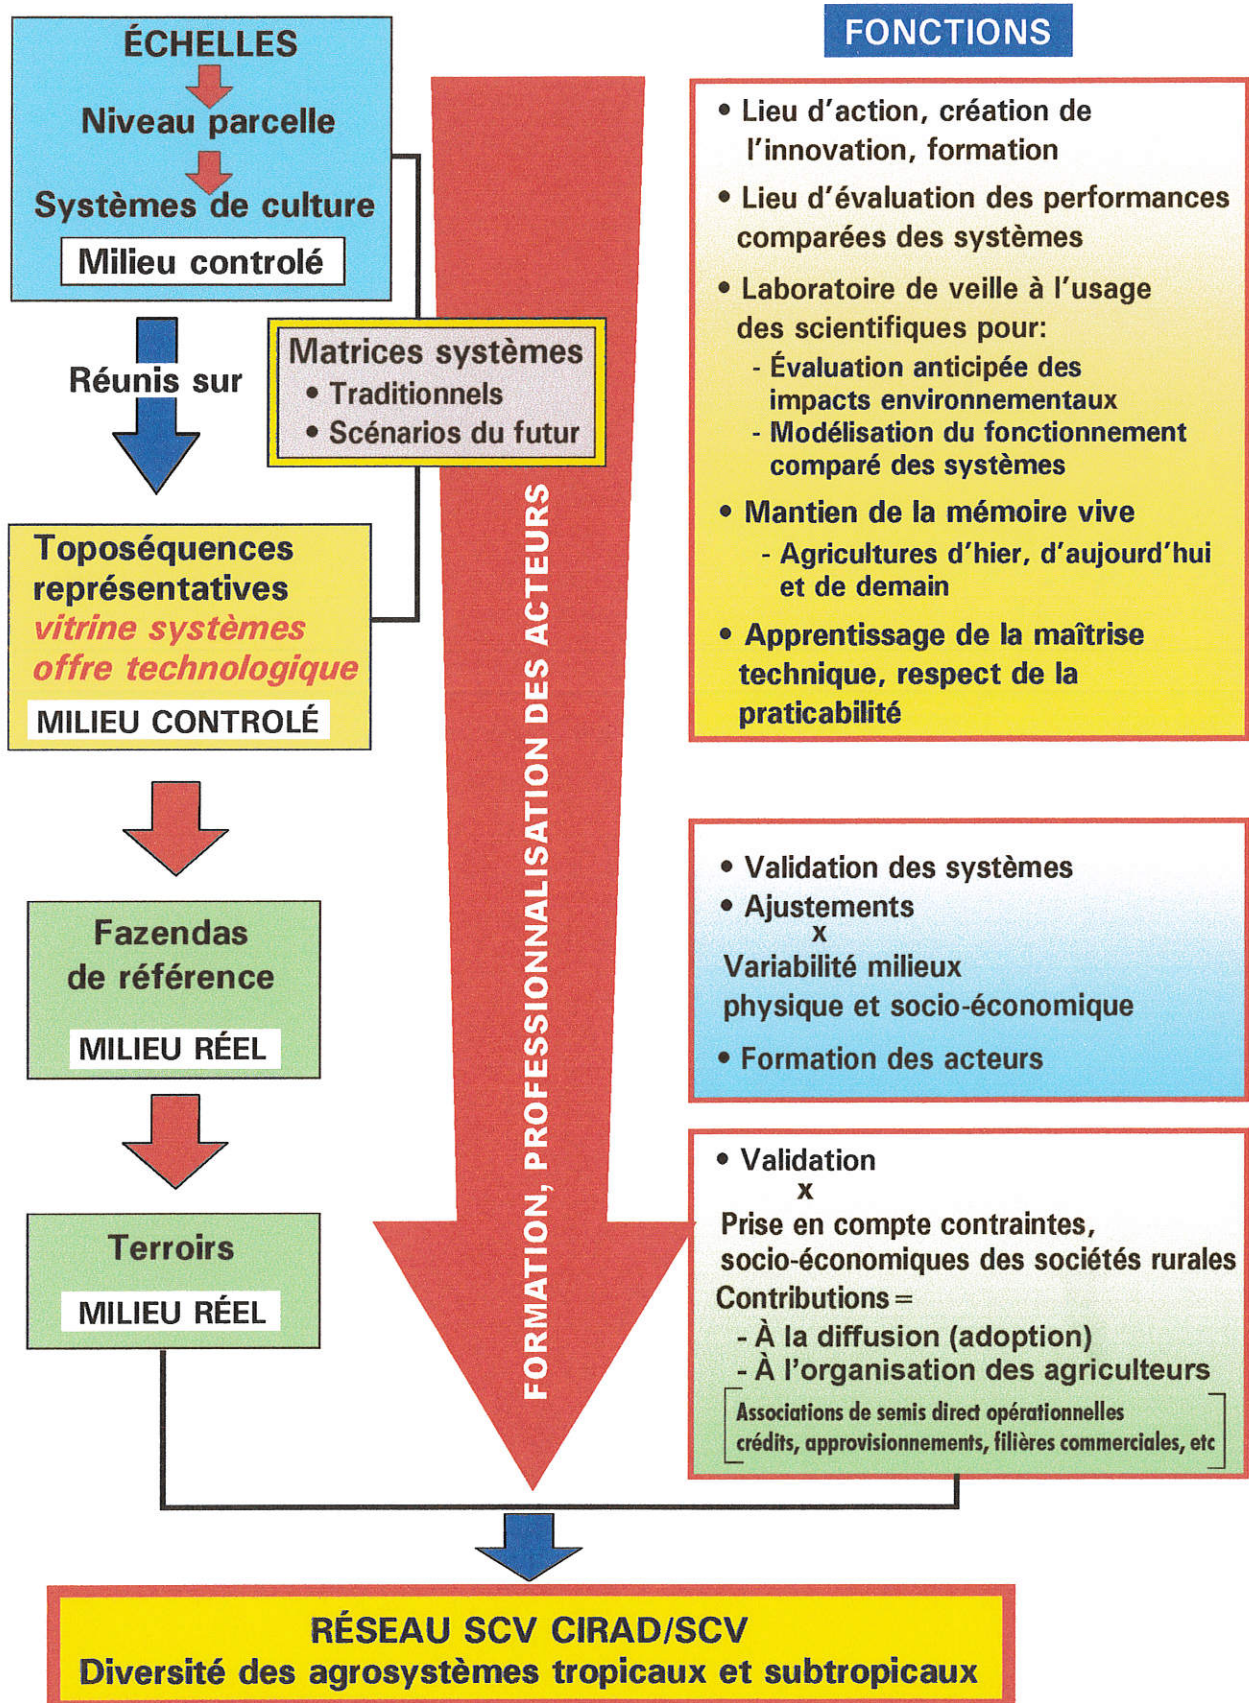 ÉCHELLES
Niveau parcelle
Systèmes de culture
Milieu controlé
Réunis sur
Matrices systèmes
• Traditionnels
• Scénarios du futur
Toposéquences
représentatives
vitrine systèmes
offre technologique
MILIEU CONTROLÉ
Fazendas
de référence
MILIEU RÉEL
Terroirs
MILIEU RÉEL
FORMATION, PROFESSIONNALISATION DES ACTEURS
FONCTIONS
• Lieu d'action, création de
l'innovation, formation
• Lieu d'évaluation des performances
comparées des systèmes
• Laboratoire de veille à l'usage
des scientifiques pour:
- Évaluation anticipée des
impacts environnementaux
- Modélisation du fonctionnement
comparé des systèmes
• Mantien de la mémoire vive
- Agricultures d'hier, d'aujourd'hui
et de demain
• Apprentissage de la maîtrise
technique, respect de la
praticabilité
• Validation des systèmes
• Ajustements
x
Variabilité milieux
physique et socio-économique
• Formation des acteurs
• Validation
x
Prise en compte contraintes,
socio-économiques des sociétés rurales
Contributions =
- À la diffusion (adoption)
- À l'organisation des agriculteurs
[Associations de semis direct opérationnelles
crédits, approvisionnements, filières commerciales, etc]
RÉSEAU SCV CIRAD/SCV
Diversité des agrosystèmes tropicaux et subtropicaux